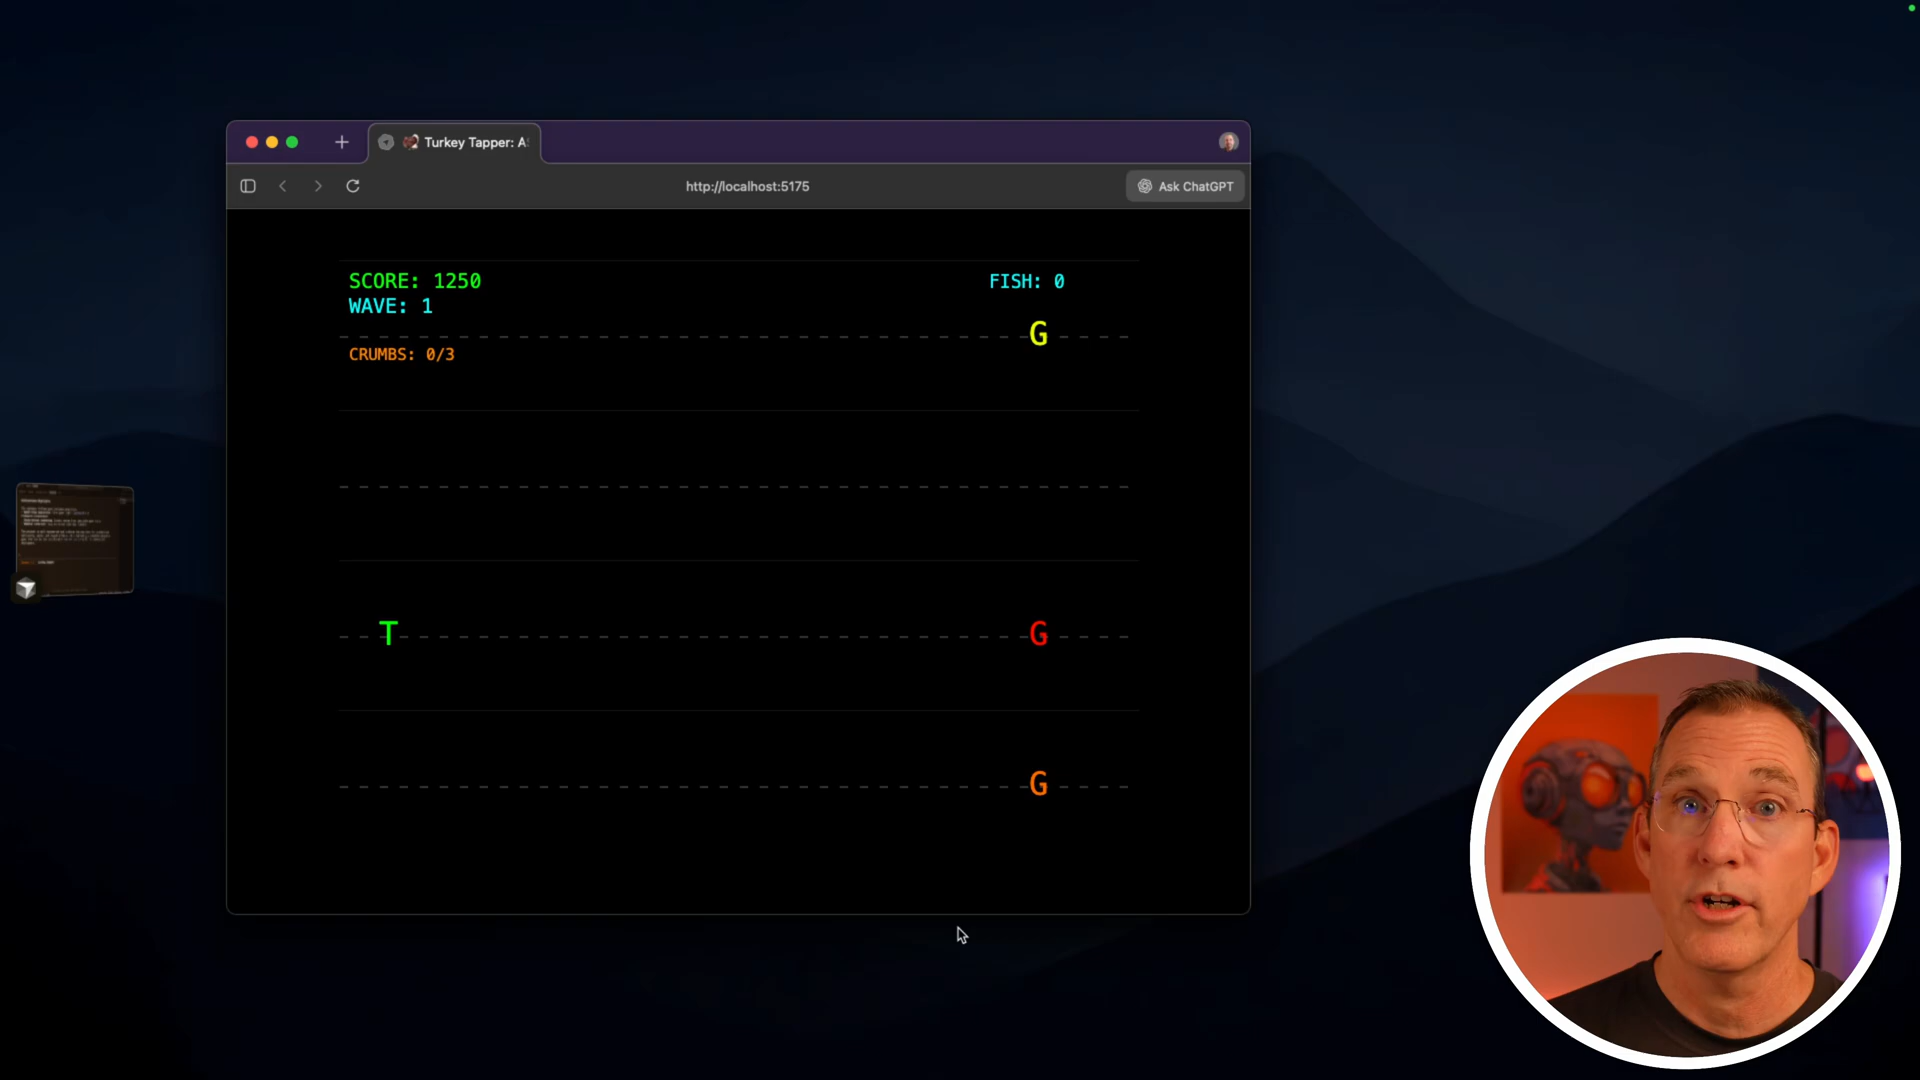 Turkey Tapper: A
http://localhost:5175
Ask ChatGPT
SCORE: 1250
FISH: 0
WAVE: 1
G
CRUMBS: 0/3
T
G
G